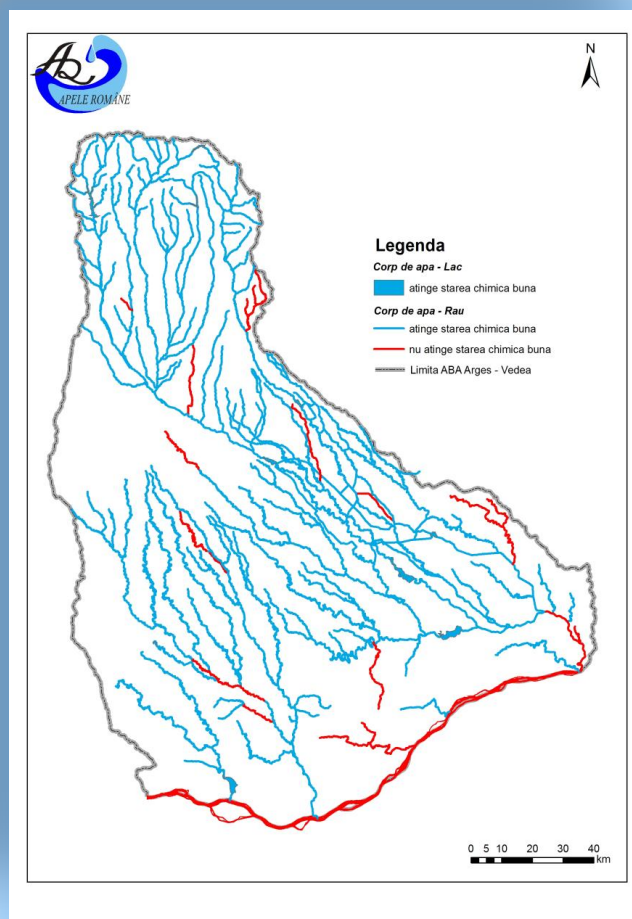 APELE ROMÂNE
N
Legenda
Corp de apa - Lac
atinge starea chimica buna
Corp de apa - Rau
atinge starea chimica buna
nu atinge starea chimica buna
Limita ABA Arges - Vedea
0 5 10 20 30 40
km